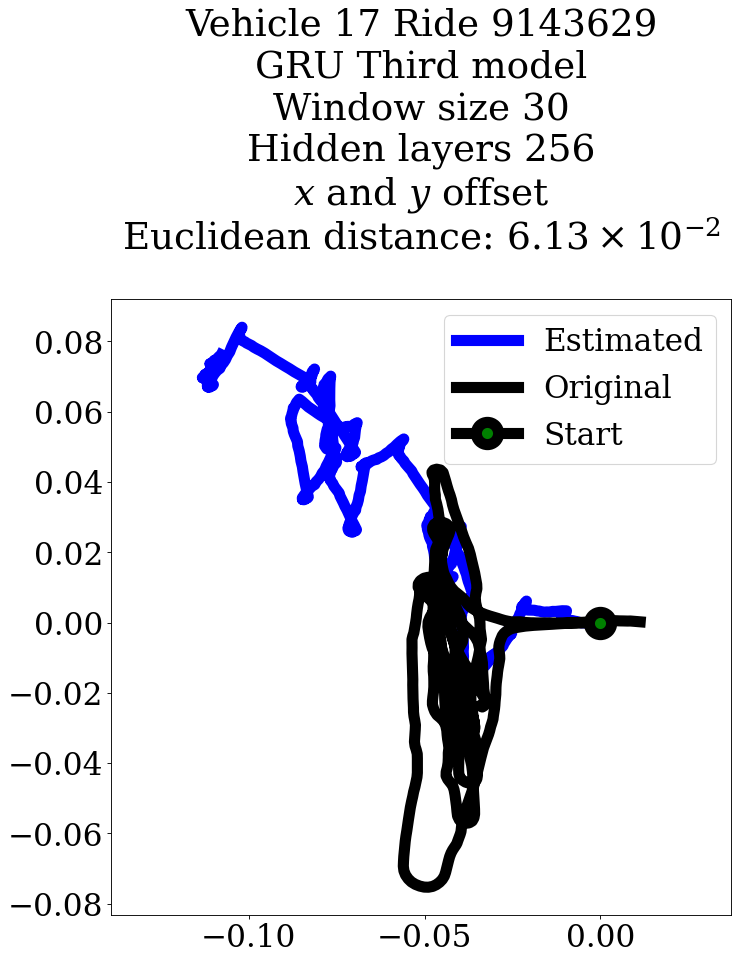 Vehicle 17 Ride 9143629
GRU Third model
Window size 30
Hidden layers 256
x and y offset
Euclidean distance: 6.13 × 10⁻²
Estimated
Original
Start
0.08
0.06
0.04
0.02
0.00
−0.02
−0.04
−0.06
−0.08
−0.10 −0.05 0.00